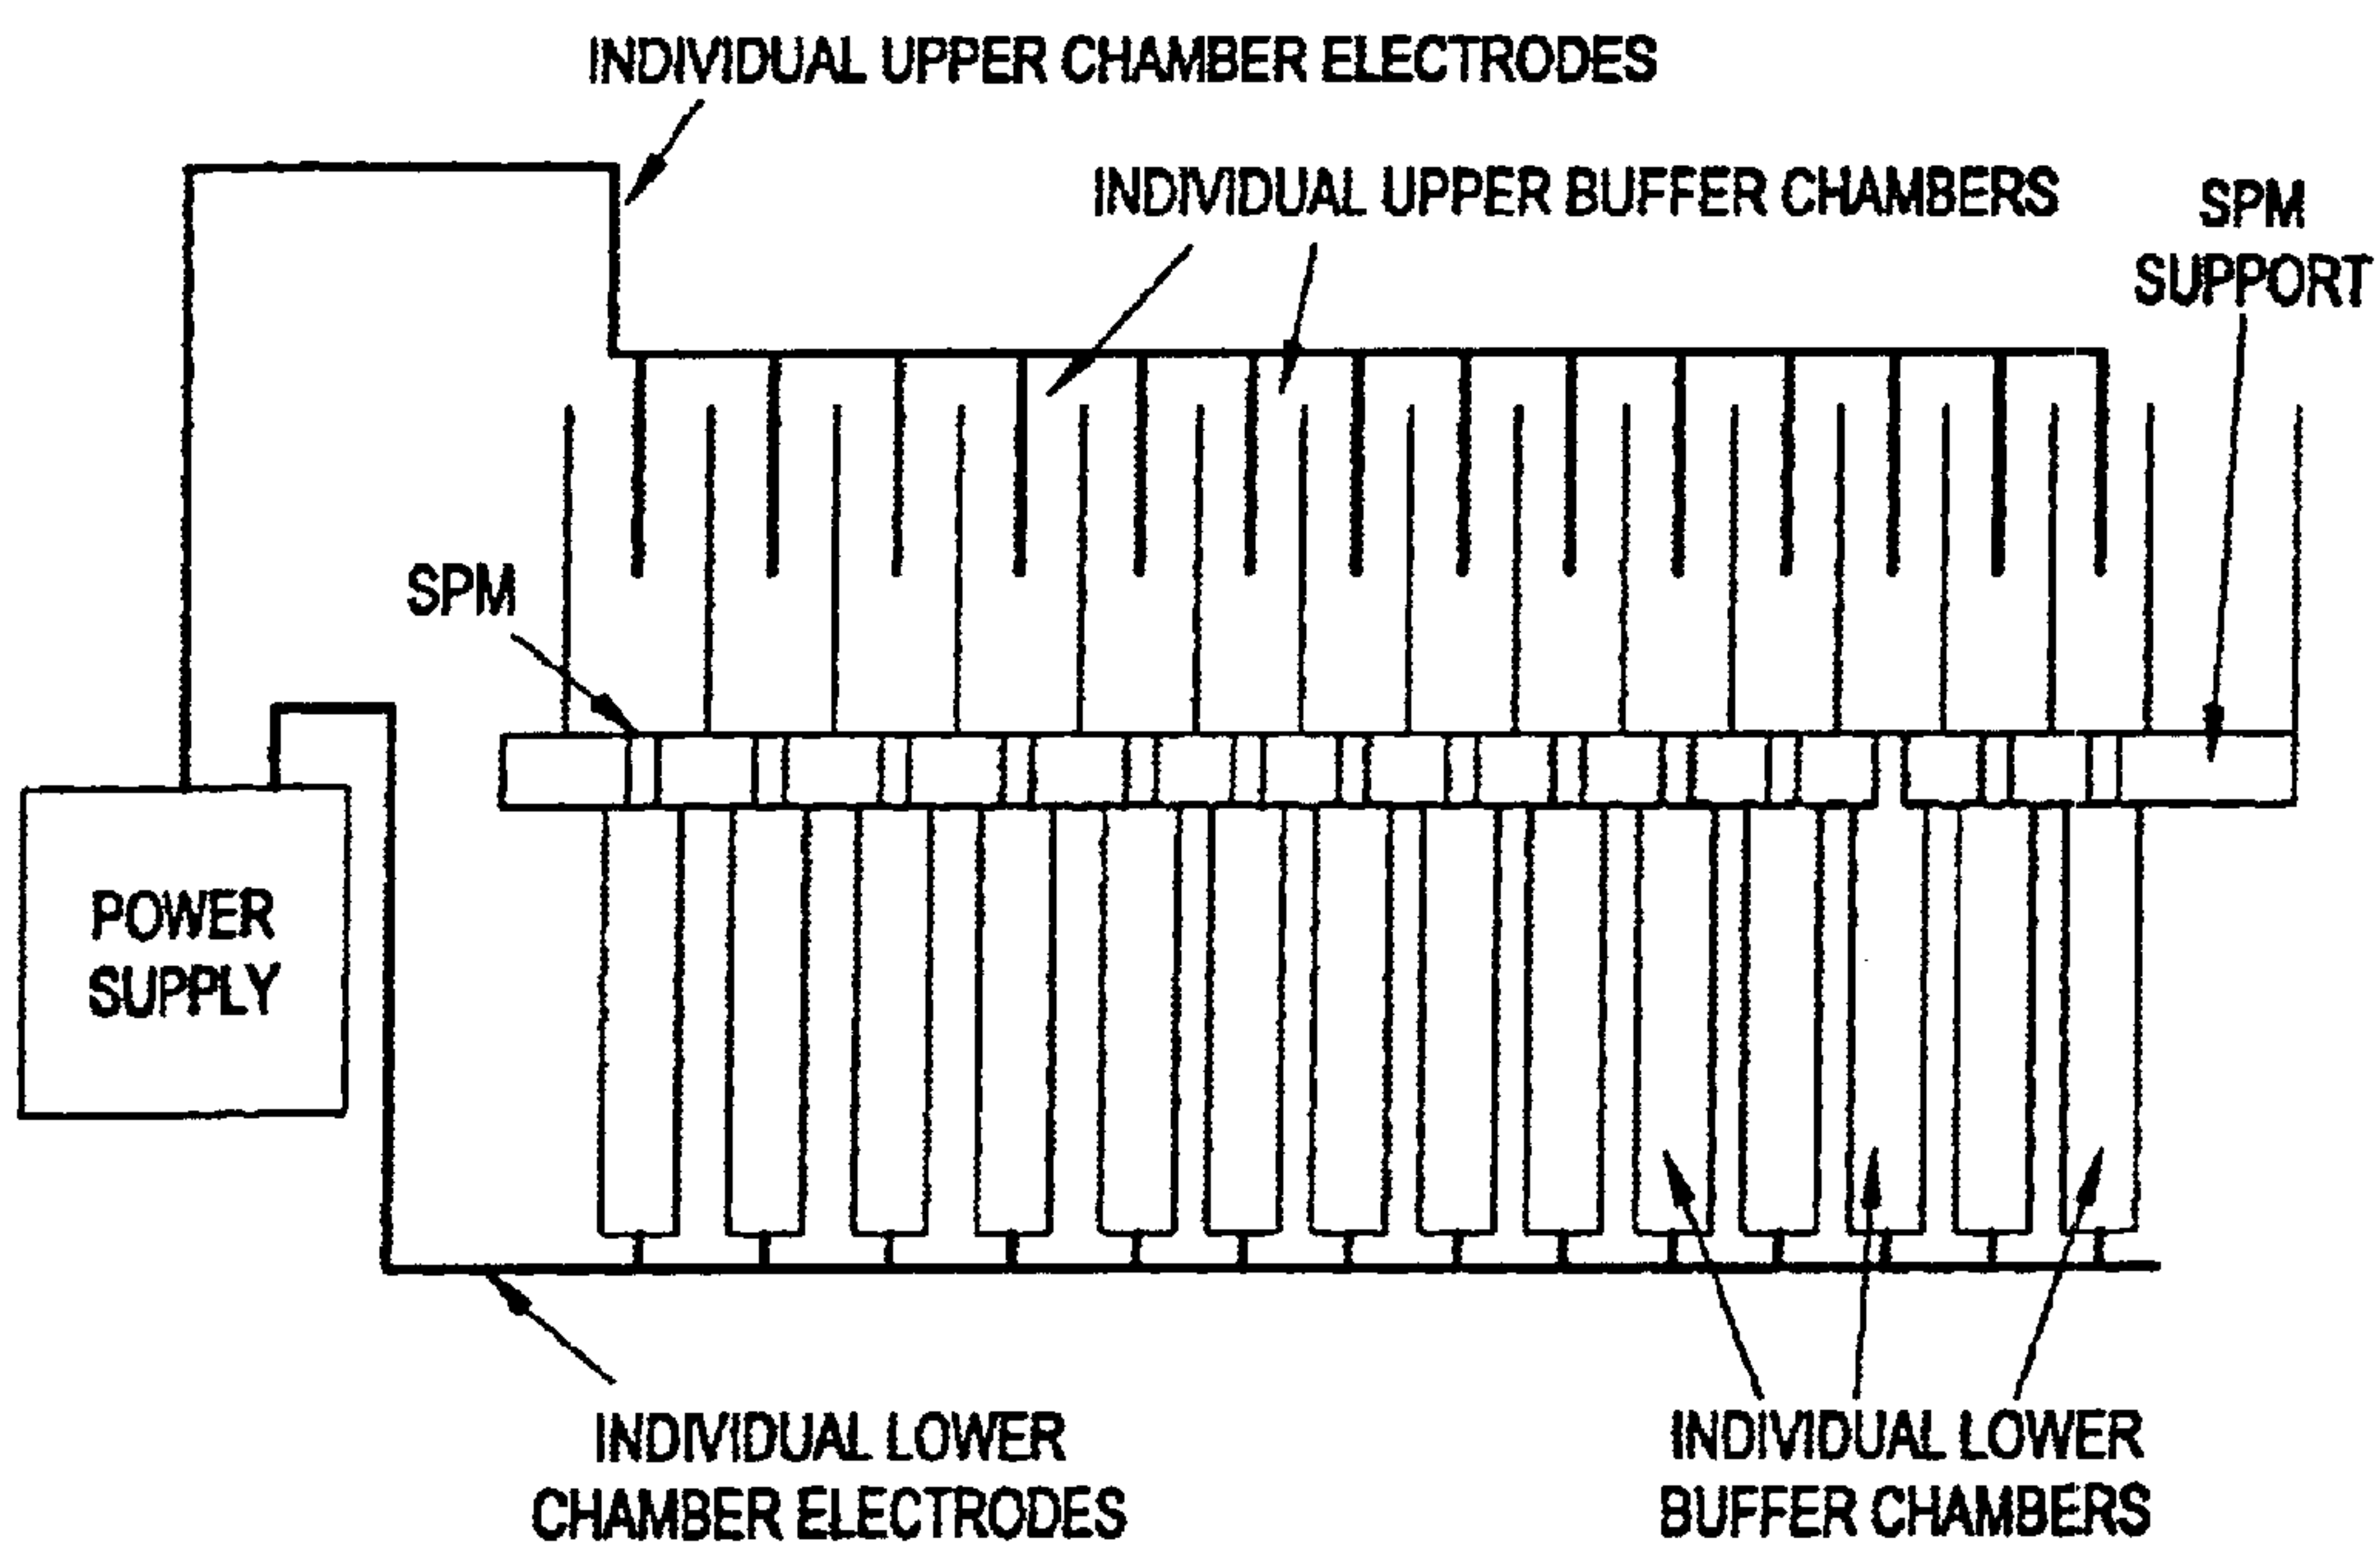 INDIVIDUAL UPPER CHAMBER ELECTRODES
INDIVIDUAL UPPER BUFFER CHAMBERS
SPM
SUPPORT
SPM
POWER
SUPPLY
INDIVIDUAL LOWER
CHAMBER ELECTRODES
INDIVIDUAL LOWER
BUFFER CHAMBERS